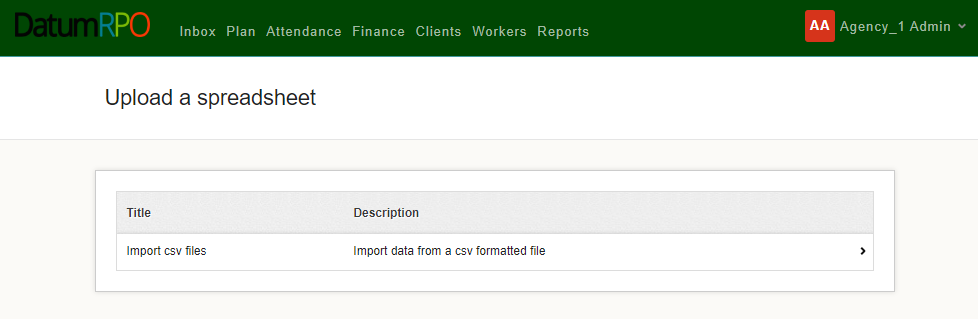 DatumRPO Inbox Plan Attendance Finance Clients Workers Reports AA Agency_1 Admin
Upload a spreadsheet
Title Description
Import csv files Import data from a csv formatted file